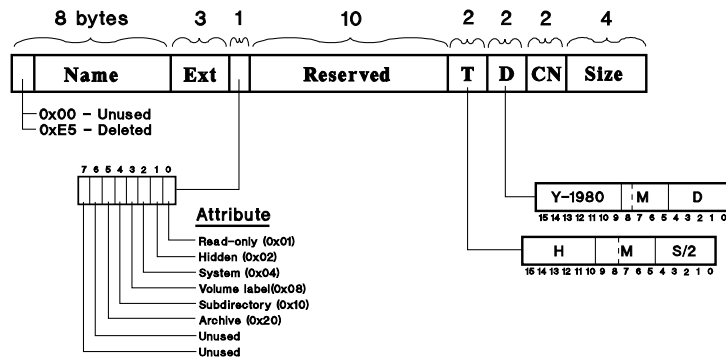 8 bytes 3 1 10 2 2 2 4
Name Ext Reserved T D CN Size
0x00 - Unused
0xE5 - Deleted
7 6 5 4 3 2 1 0
Attribute
Read-only (0x01)
Hidden (0x02)
System (0x04)
Volume label(0x08)
Subdirectory (0x10)
Archive (0x20)
Unused
Unused
Y-1980 M D
15 14 13 12 11 10 9 8 7 6 5 4 3 2 1 0
H M S/2
15 14 13 12 11 10 9 8 7 6 5 4 3 2 1 0